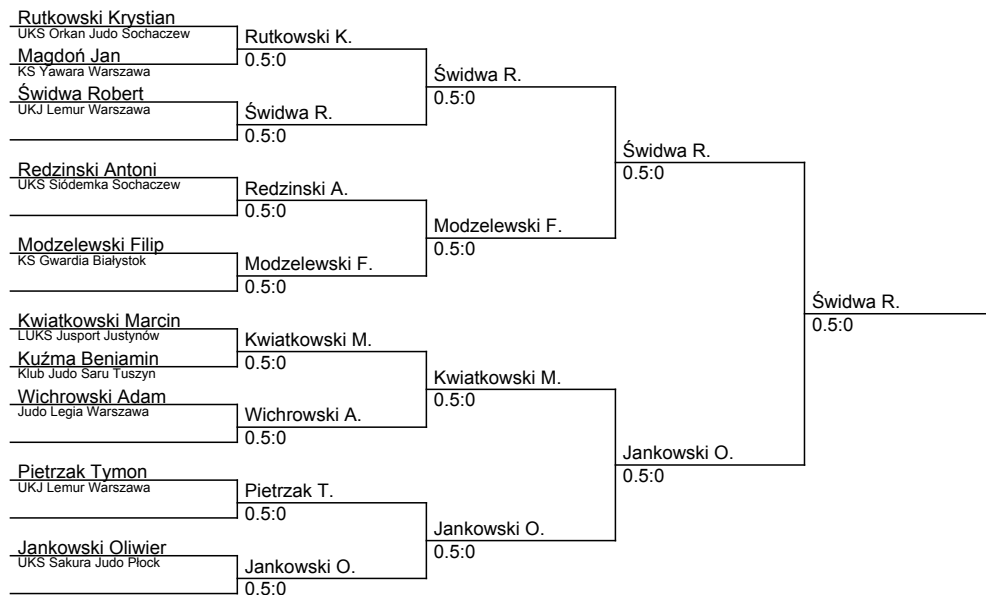 Rutkowski Krystian
UKS Orkan Judo Sochaczew
Magdoń Jan
KS Yawara Warszawa
Świdwa Robert
UKJ Lemur Warszawa
Redzinski Antoni
UKS Siódemka Sochaczew
Modzelewski Filip
KS Gwardia Białystok
Kwiatkowski Marcin
LUKS Jusport Justynów
Kuźma Beniamin
Klub Judo Saru Tuszyn
Wichrowski Adam
Judo Legia Warszawa
Pietrzak Tymon
UKJ Lemur Warszawa
Jankowski Oliwier
UKS Sakura Judo Płock
Rutkowski K.
0.5:0
Świdwa R.
0.5:0
Redzinski A.
0.5:0
Modzelewski F.
0.5:0
Kwiatkowski M.
0.5:0
Wichrowski A.
0.5:0
Pietrzak T.
0.5:0
Jankowski O.
0.5:0
Świdwa R.
0.5:0
Modzelewski F.
0.5:0
Kwiatkowski M.
0.5:0
Jankowski O.
0.5:0
Świdwa R.
0.5:0
Jankowski O.
0.5:0
Świdwa R.
0.5:0